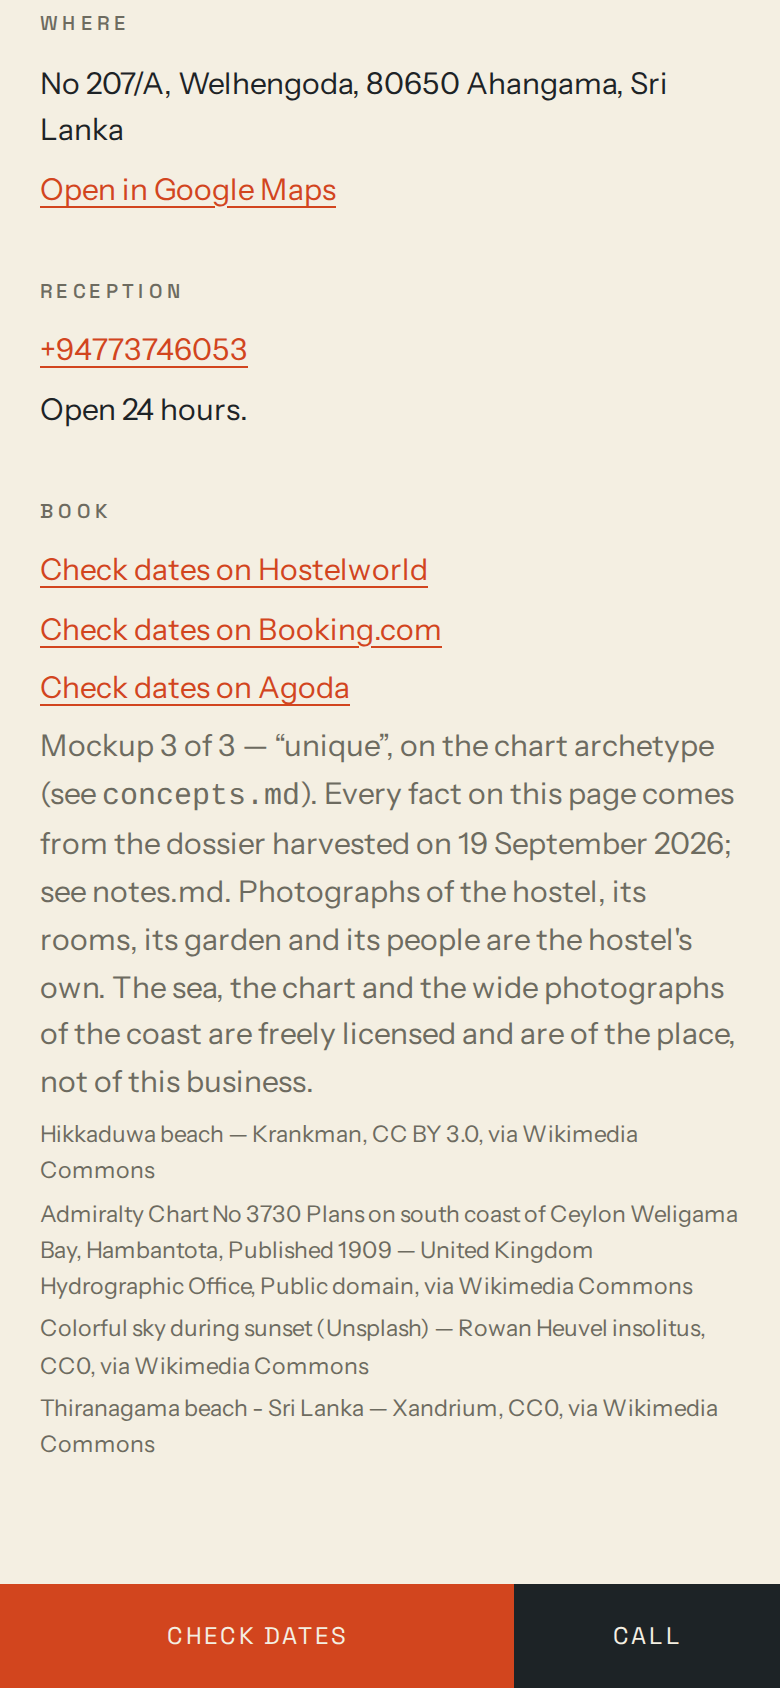 WHERE
No 207/A, Welhengoda, 80650 Ahangama, Sri
Lanka
Open in Google Maps
RECEPTION
+94773746053
Open 24 hours.
BOOK
Check dates on Hostelworld
Check dates on Booking.com
Check dates on Agoda
Mockup 3 of 3 — “unique”, on the chart archetype
(see concepts.md). Every fact on this page comes
from the dossier harvested on 19 September 2026;
see notes.md. Photographs of the hostel, its
rooms, its garden and its people are the hostel's
own. The sea, the chart and the wide photographs
of the coast are freely licensed and are of the place,
not of this business.
Hikkaduwa beach — Krankman, CC BY 3.0, via Wikimedia
Commons
Admiralty Chart No 3730 Plans on south coast of Ceylon Weligama
Bay, Hambantota, Published 1909 — United Kingdom
Hydrographic Office, Public domain, via Wikimedia Commons
Colorful sky during sunset (Unsplash) — Rowan Heuvel insolitus,
CC0, via Wikimedia Commons
Thiranagama beach - Sri Lanka — Xandrium, CC0, via Wikimedia
Commons
CHECK DATES
CALL